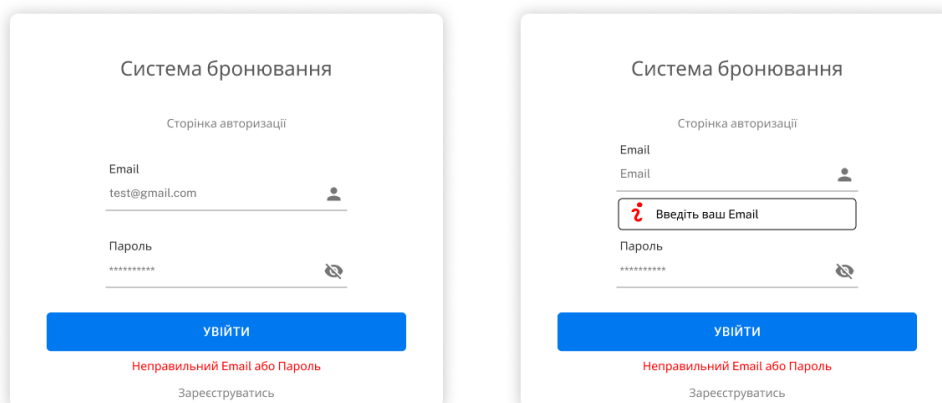 Система бронювання
Сторінка авторизації
Email
test@gmail.com
Пароль
**********
УВІЙТИ
Неправильний Email або Пароль
Зареєструватись
Система бронювання
Сторінка авторизації
Email
Email
Введіть ваш Email
Пароль
**********
УВІЙТИ
Неправильний Email або Пароль
Зареєструватись